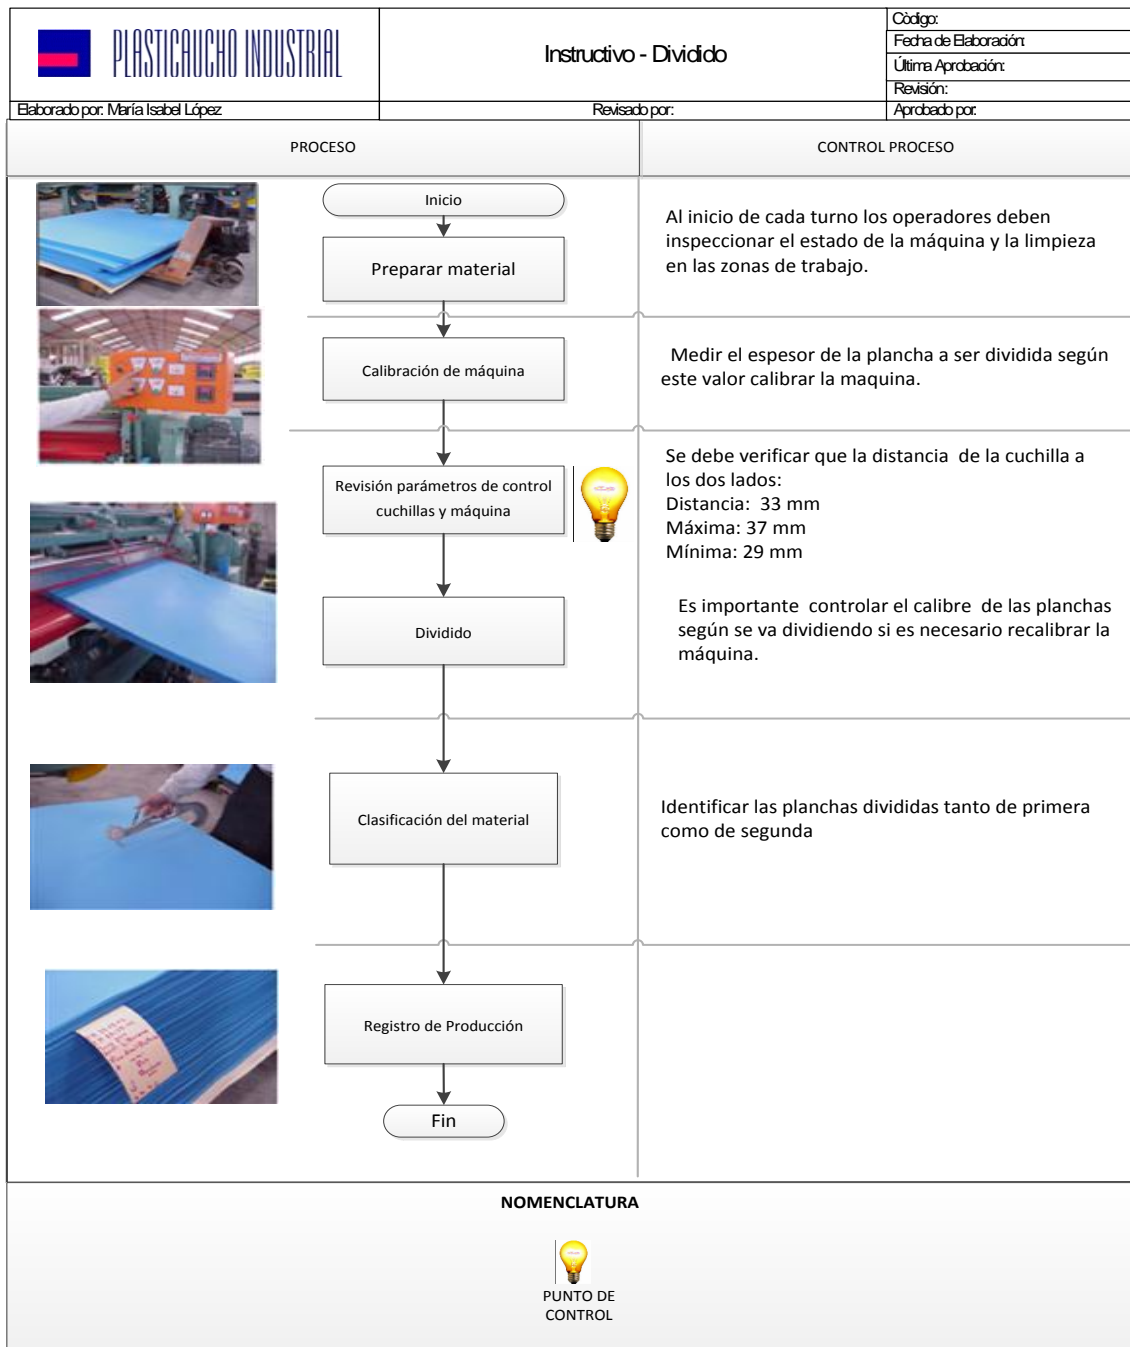 PLASTICAUCHO INDUSTRIAL
Instructivo - Dividido
Còdigo:
Fecha de Elaboración:
Última Aprobación:
Revisión:
Elaborado por: María Isabel López
Revisado por:
Aprobado por:
PROCESO
CONTROL PROCESO
Inicio
Preparar material
Al inicio de cada turno los operadores deben
inspeccionar el estado de la máquina y la limpieza
en las zonas de trabajo.
Calibración de máquina
Medir el espesor de la plancha a ser dividida según
este valor calibrar la maquina.
Revisión parámetros de control
cuchillas y máquina
Se debe verificar que la distancia de la cuchilla a
los dos lados:
Distancia: 33 mm
Máxima: 37 mm
Mínima: 29 mm
Dividido
Es importante controlar el calibre de las planchas
según se va dividiendo si es necesario recalibrar la
máquina.
Clasificación del material
Identificar las planchas divididas tanto de primera
como de segunda
Registro de Producción
Fin
NOMENCLATURA
PUNTO DE
CONTROL